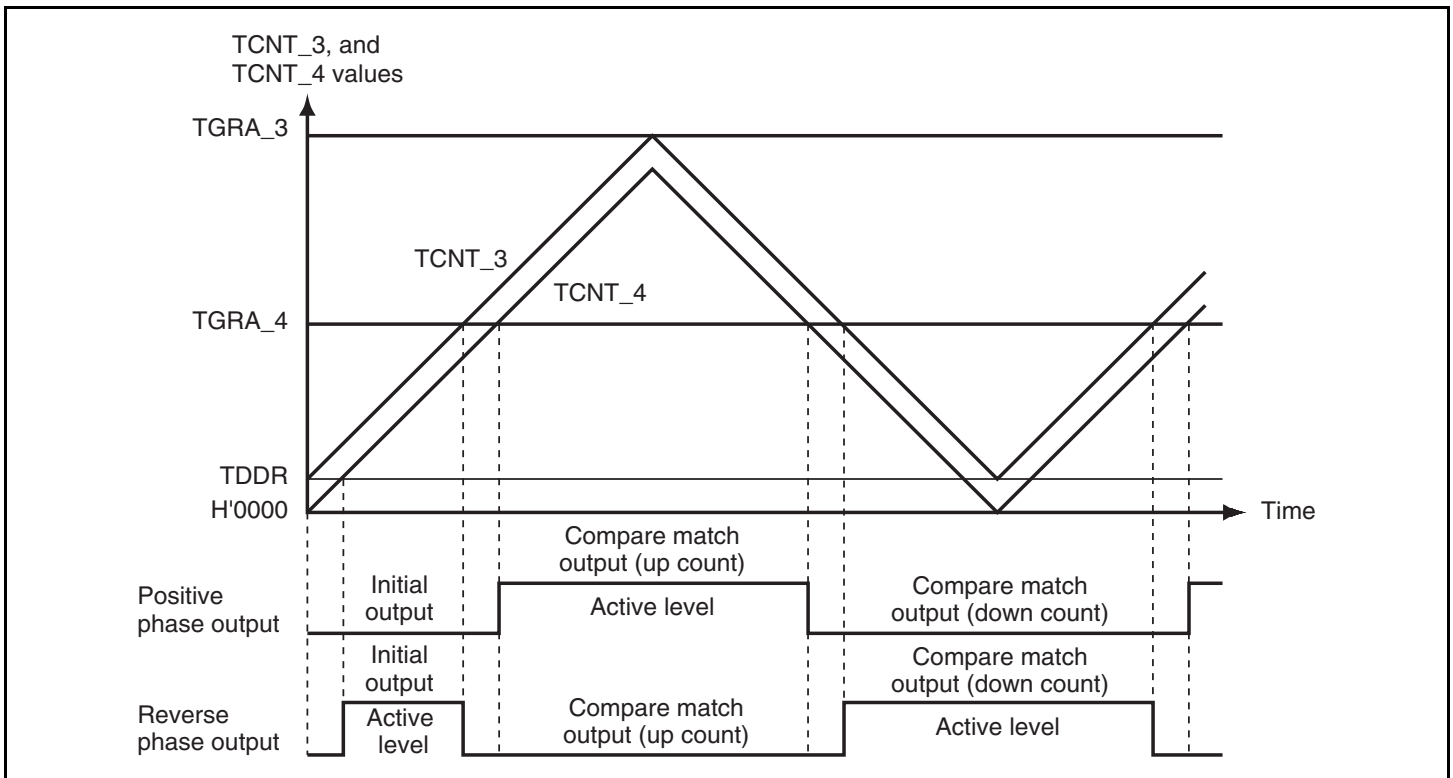 TCNT_3, and
TCNT_4 values
TGRA_3
TCNT_3
TCNT_4
TGRA_4
TDDR
H'0000
Time
Compare match
output (up count)
Positive
phase output
Initial
output
Active level
Compare match
output (down count)
Initial
output
Compare match
output (down count)
Reverse
phase output
Active
level
Compare match
output (up count)
Active level